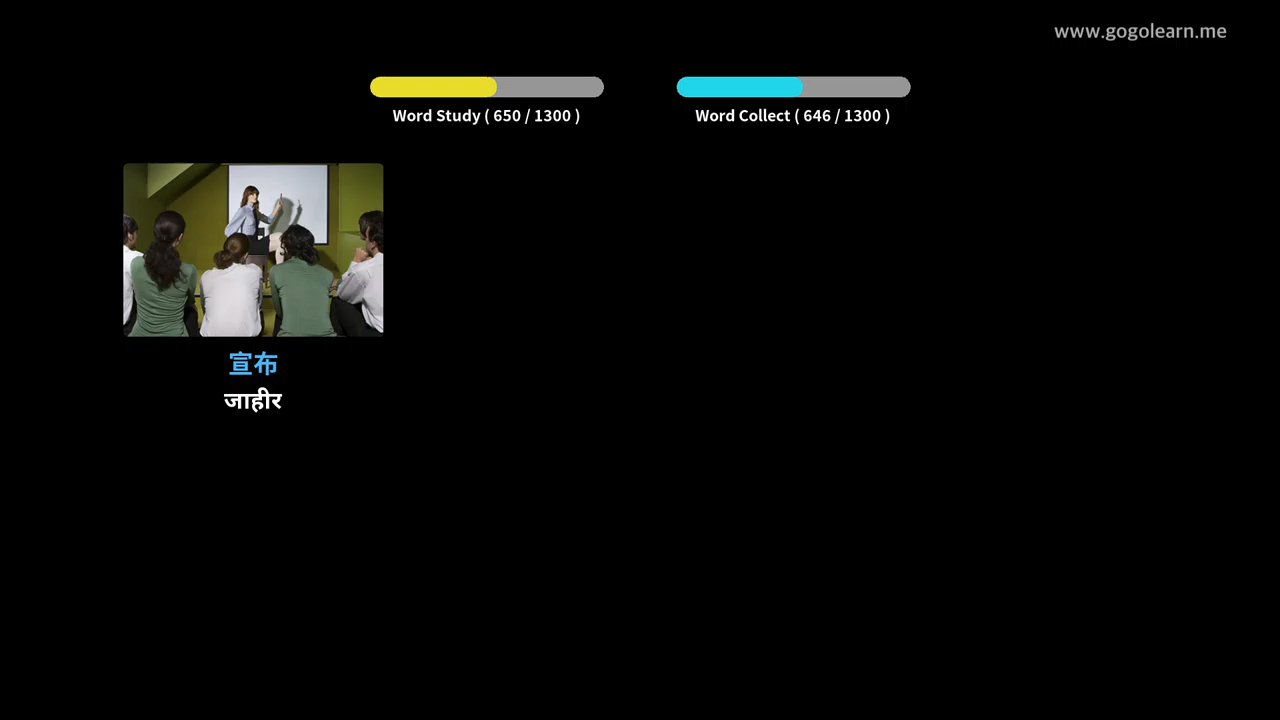 www.gogolearn.me
Word Study ( 650 / 1300 )
Word Collect ( 646 / 1300 )
宣布
जाहीर